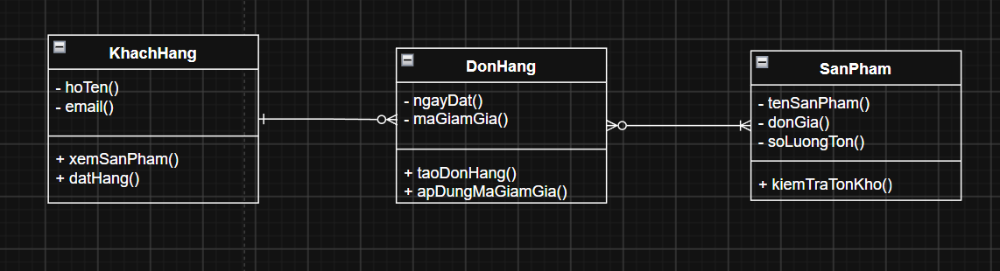 KhachHang
- hoTen()
- email()
+ xemSanPham()
+ datHang()
DonHang
- ngayDat()
- maGiamGia()
+ taoDonHang()
+ apDungMaGiamGia()
SanPham
- tenSanPham()
- donGia()
- soLuongTon()
+ kiemTraTonKho()